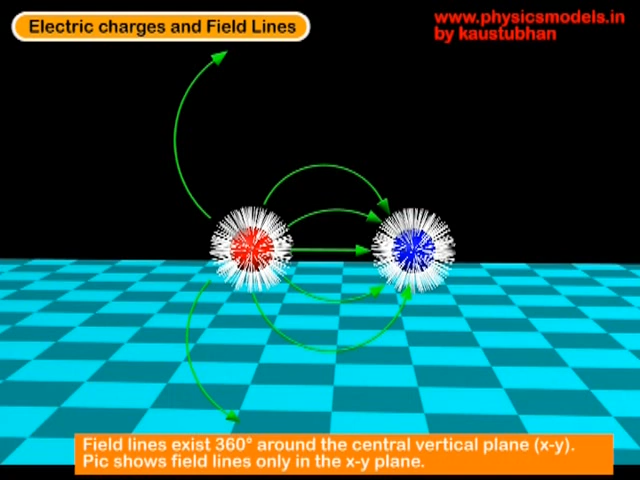 Electric charges and Field Lines
www.physicsmodels.in
by kaustubhan
Field lines exist 360° around the central vertical plane (x-y).
Pic shows field lines only in the x-y plane.